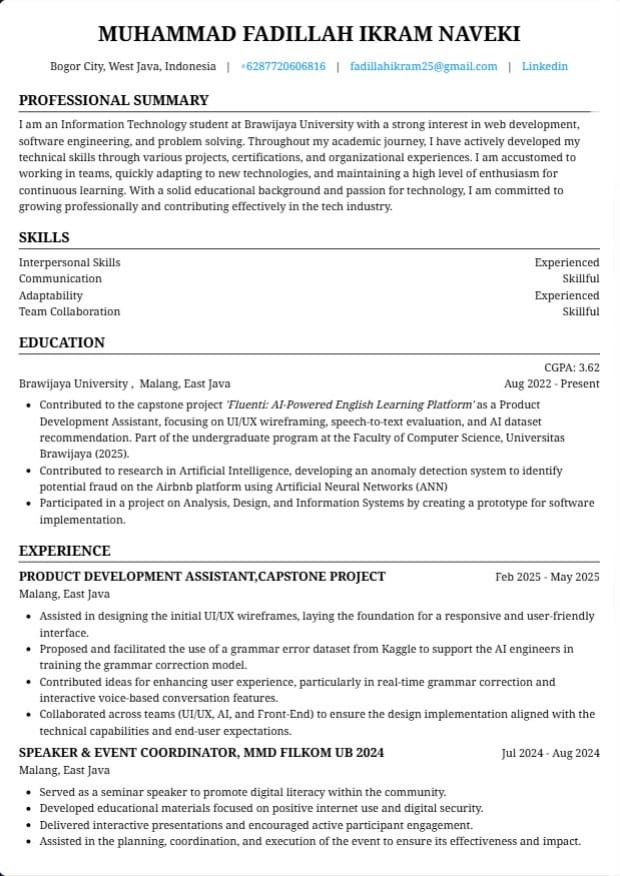 MUHAMMAD FADILLAH IKRAM NAVEKI
Bogor City, West Java, Indonesia | +6287720606816 | fadillahikram25@gmail.com | Linkedin
PROFESSIONAL SUMMARY
I am an Information Technology student at Brawijaya University with a strong interest in web development,
software engineering, and problem solving. Throughout my academic journey, I have actively developed my
technical skills through various projects, certifications, and organizational experiences. I am accustomed to
working in teams, quickly adapting to new technologies, and maintaining a high level of enthusiasm for
continuous learning. With a solid educational background and passion for technology, I am committed to
growing professionally and contributing effectively in the tech industry.
SKILLS
Interpersonal Skills Experienced
Communication Skillful
Adaptability Experienced
Team Collaboration Skillful
EDUCATION
CGPA: 3.62
Brawijaya University , Malang, East Java Aug 2022 - Present
• Contributed to the capstone project 'Fluenti: AI-Powered English Learning Platform' as a Product
Development Assistant, focusing on UI/UX wireframing, speech-to-text evaluation, and AI dataset
recommendation. Part of the undergraduate program at the Faculty of Computer Science, Universitas
Brawijaya (2025).
• Contributed to research in Artificial Intelligence, developing an anomaly detection system to identify
potential fraud on the Airbnb platform using Artificial Neural Networks (ANN)
• Participated in a project on Analysis, Design, and Information Systems by creating a prototype for software
implementation.
EXPERIENCE
PRODUCT DEVELOPMENT ASSISTANT,CAPSTONE PROJECT Feb 2025 - May 2025
Malang, East Java
• Assisted in designing the initial UI/UX wireframes, laying the foundation for a responsive and user-friendly
interface.
• Proposed and facilitated the use of a grammar error dataset from Kaggle to support the AI engineers in
training the grammar correction model.
• Contributed ideas for enhancing user experience, particularly in real-time grammar correction and
interactive voice-based conversation features.
• Collaborated across teams (UI/UX, AI, and Front-End) to ensure the design implementation aligned with the
technical capabilities and end-user expectations.
SPEAKER & EVENT COORDINATOR, MMD FILKOM UB 2024 Jul 2024 - Aug 2024
Malang, East Java
• Served as a seminar speaker to promote digital literacy within the community.
• Developed educational materials focused on positive internet use and digital security.
• Delivered interactive presentations and encouraged active participant engagement.
• Assisted in the planning, coordination, and execution of the event to ensure its effectiveness and impact.